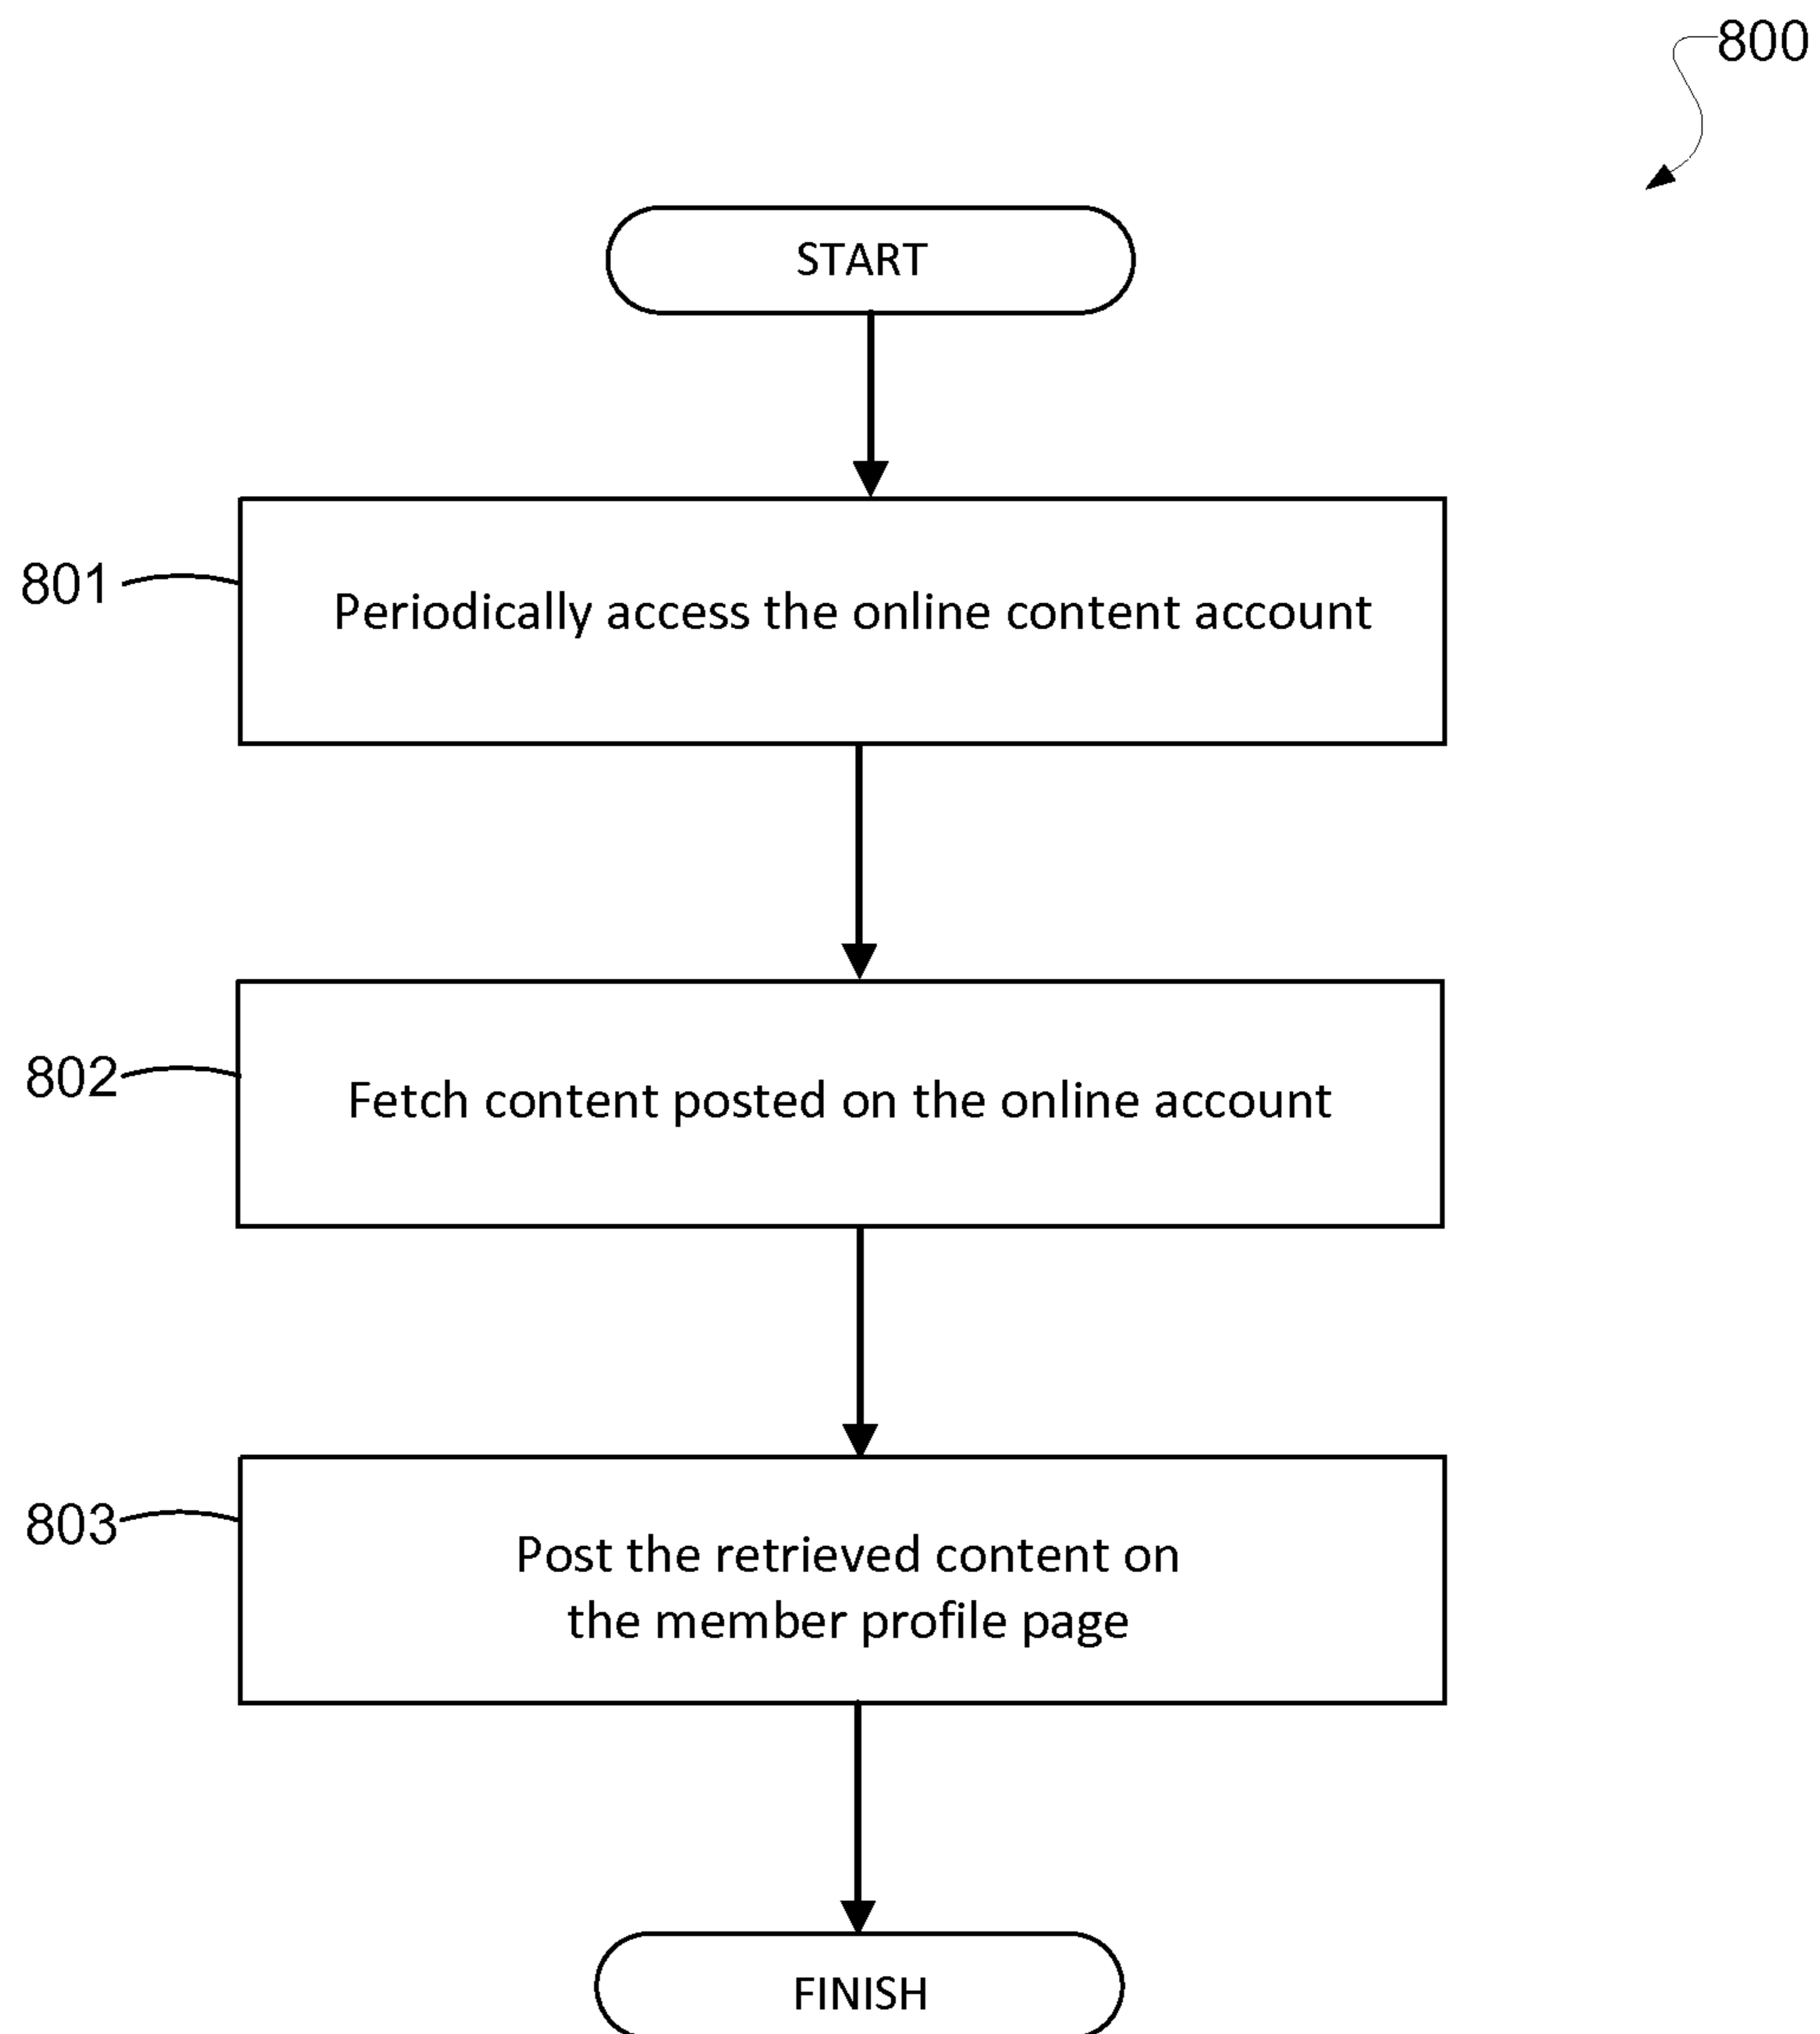 800
START
801
Periodically access the online content account
802
Fetch content posted on the online account
803
Post the retrieved content on
the member profile page
FINISH